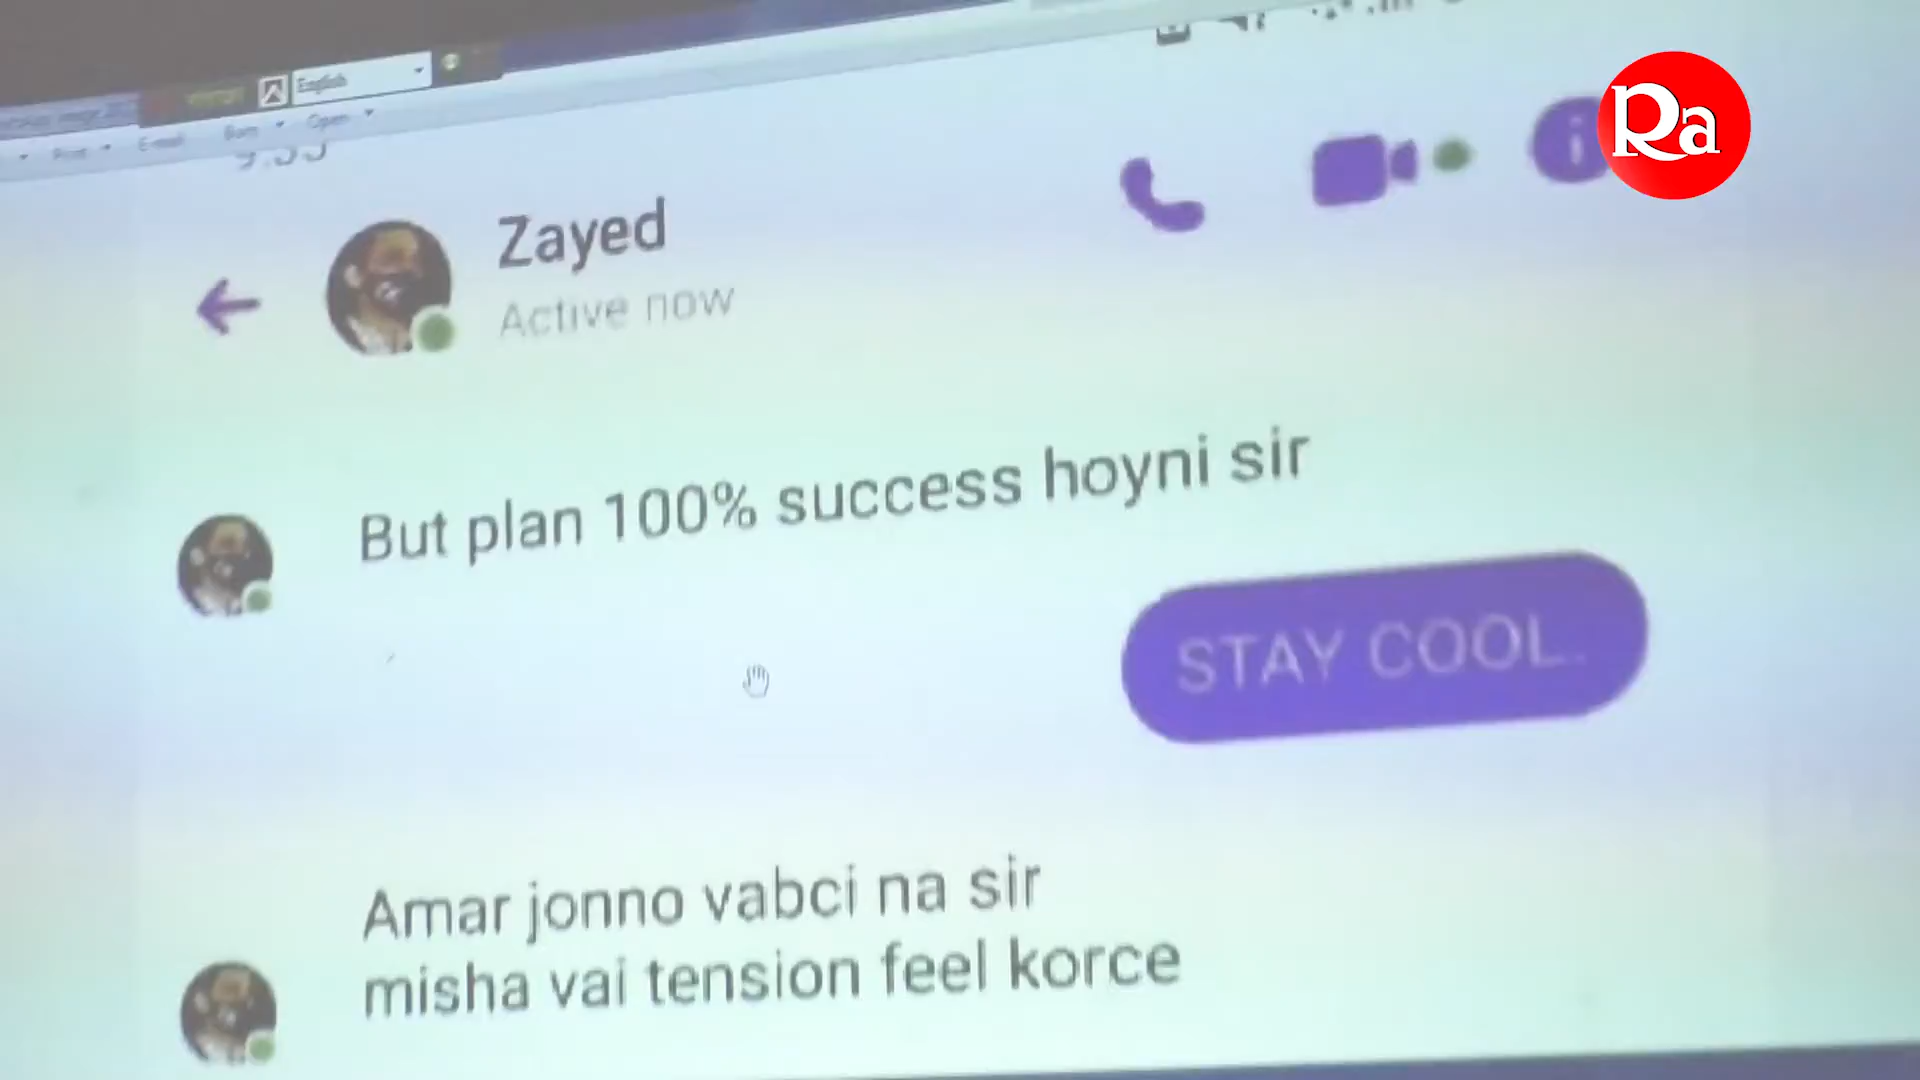 English
Ra
Zayed
Active now
But plan 100% success hoyni sir
STAY COOL.
Amar jonno vabci na sir
misha vai tension feel korce